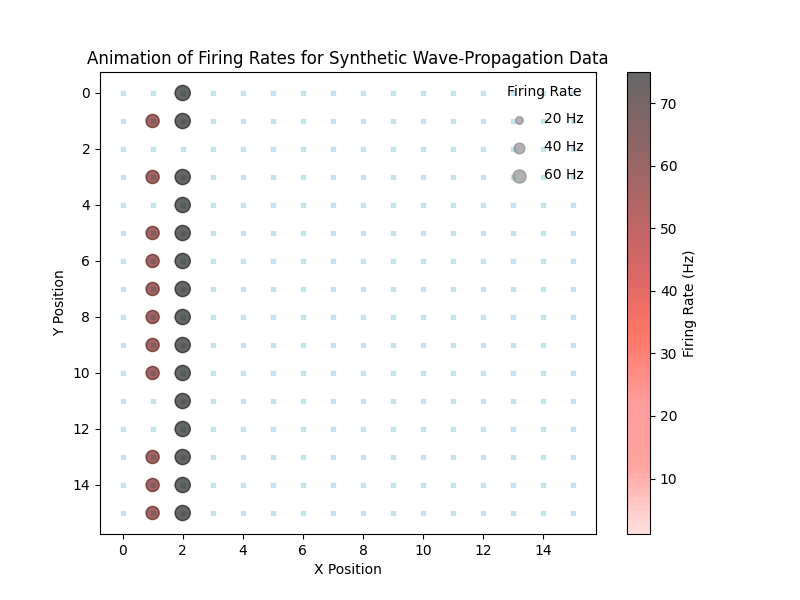 Animation of Firing Rates for Synthetic Wave-Propagation Data
Firing Rate
20 Hz
40 Hz
60 Hz
0
2
4
6
8
10
12
14
Y Position
0 2 4 6 8 10 12 14
X Position
70
60
50
40
30
20
10
Firing Rate (Hz)